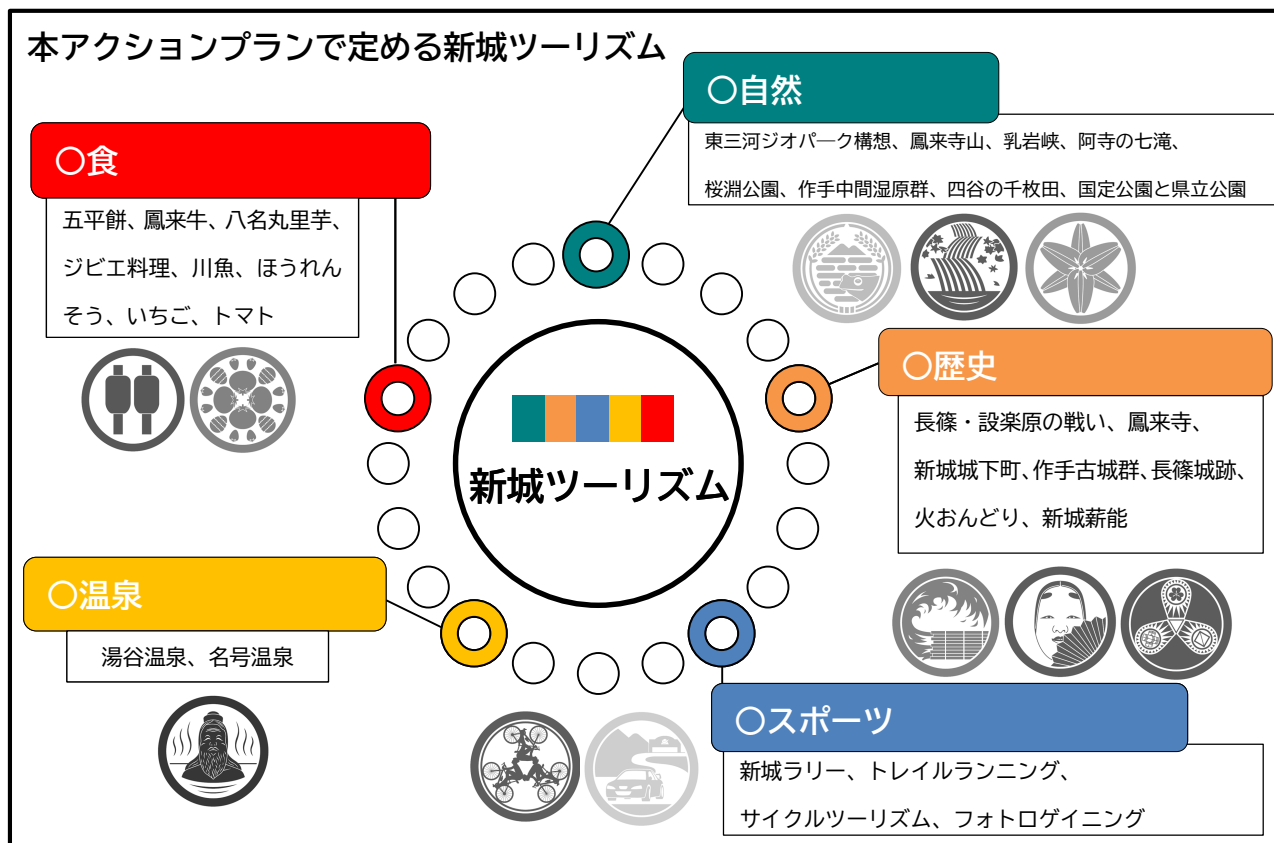 本アクションプランで定める新城ツーリズム
〇自然
東三河ジオパーク構想、鳳来寺山、乳岩峡、阿寺の七滝、
桜淵公園、作手中間湿原群、四谷の千枚田、国定公園と県立公園
〇食
五平餅、鳳来牛、八名丸里芋、
ジビエ料理、川魚、ほうれん
そう、いちご、トマト
〇歴史
長篠・設楽原の戦い、鳳来寺、
新城城下町、作手古城群、長篠城跡、
火おんどり、新城薪能
新城ツーリズム
〇温泉
湯谷温泉、名号温泉
〇スポーツ
新城ラリー、トレイルランニング、
サイクルツーリズム、フォトロゲイニング